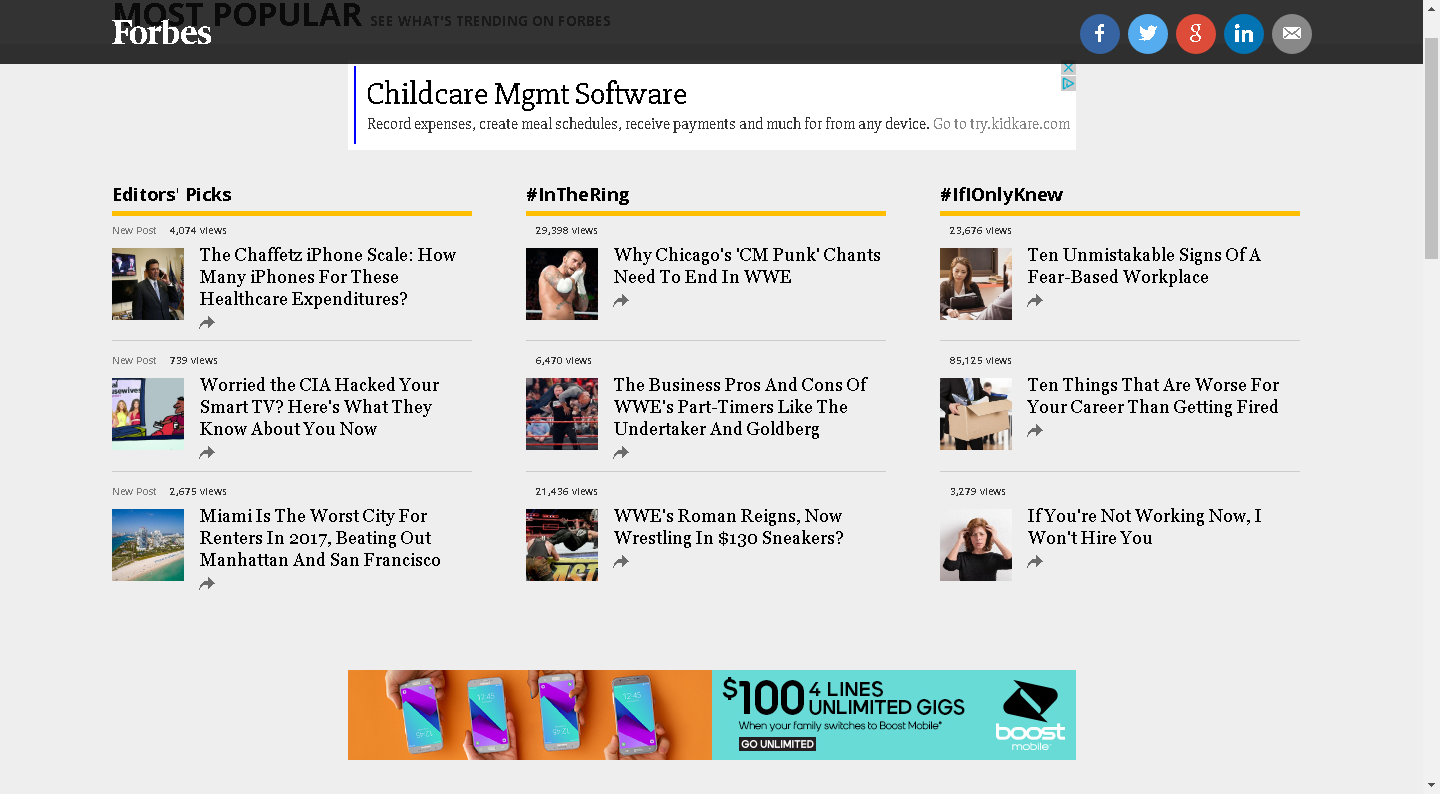 MOST POPULAR SEE WHAT'S TRENDING ON FORBES
Forbes
Childcare Mgmt Software
Record expenses, create meal schedules, receive payments and much for from any device. Go to try.kidkare.com
Editors' Picks
New Post 4,074 views
The Chaffetz iPhone Scale: How
Many iPhones For These
Healthcare Expenditures?
New Post 739 views
Worried the CIA Hacked Your
Smart TV? Here's What They
Know About You Now
New Post 2,675 views
Miami Is The Worst City For
Renters In 2017, Beating Out
Manhattan And San Francisco
#InTheRing
29,398 views
Why Chicago's 'CM Punk' Chants
Need To End In WWE
6,470 views
The Business Pros And Cons Of
WWE's Part-Timers Like The
Undertaker And Goldberg
21,436 views
WWE's Roman Reigns, Now
Wrestling In $130 Sneakers?
#IfIOnlyKnew
23,676 views
Ten Unmistakable Signs Of A
Fear-Based Workplace
85,125 views
Ten Things That Are Worse For
Your Career Than Getting Fired
3,279 views
If You're Not Working Now, I
Won't Hire You
$100 4 LINES
UNLIMITED GIGS
When your family switches to Boost Mobile*
GO UNLIMITED
boost
mobile